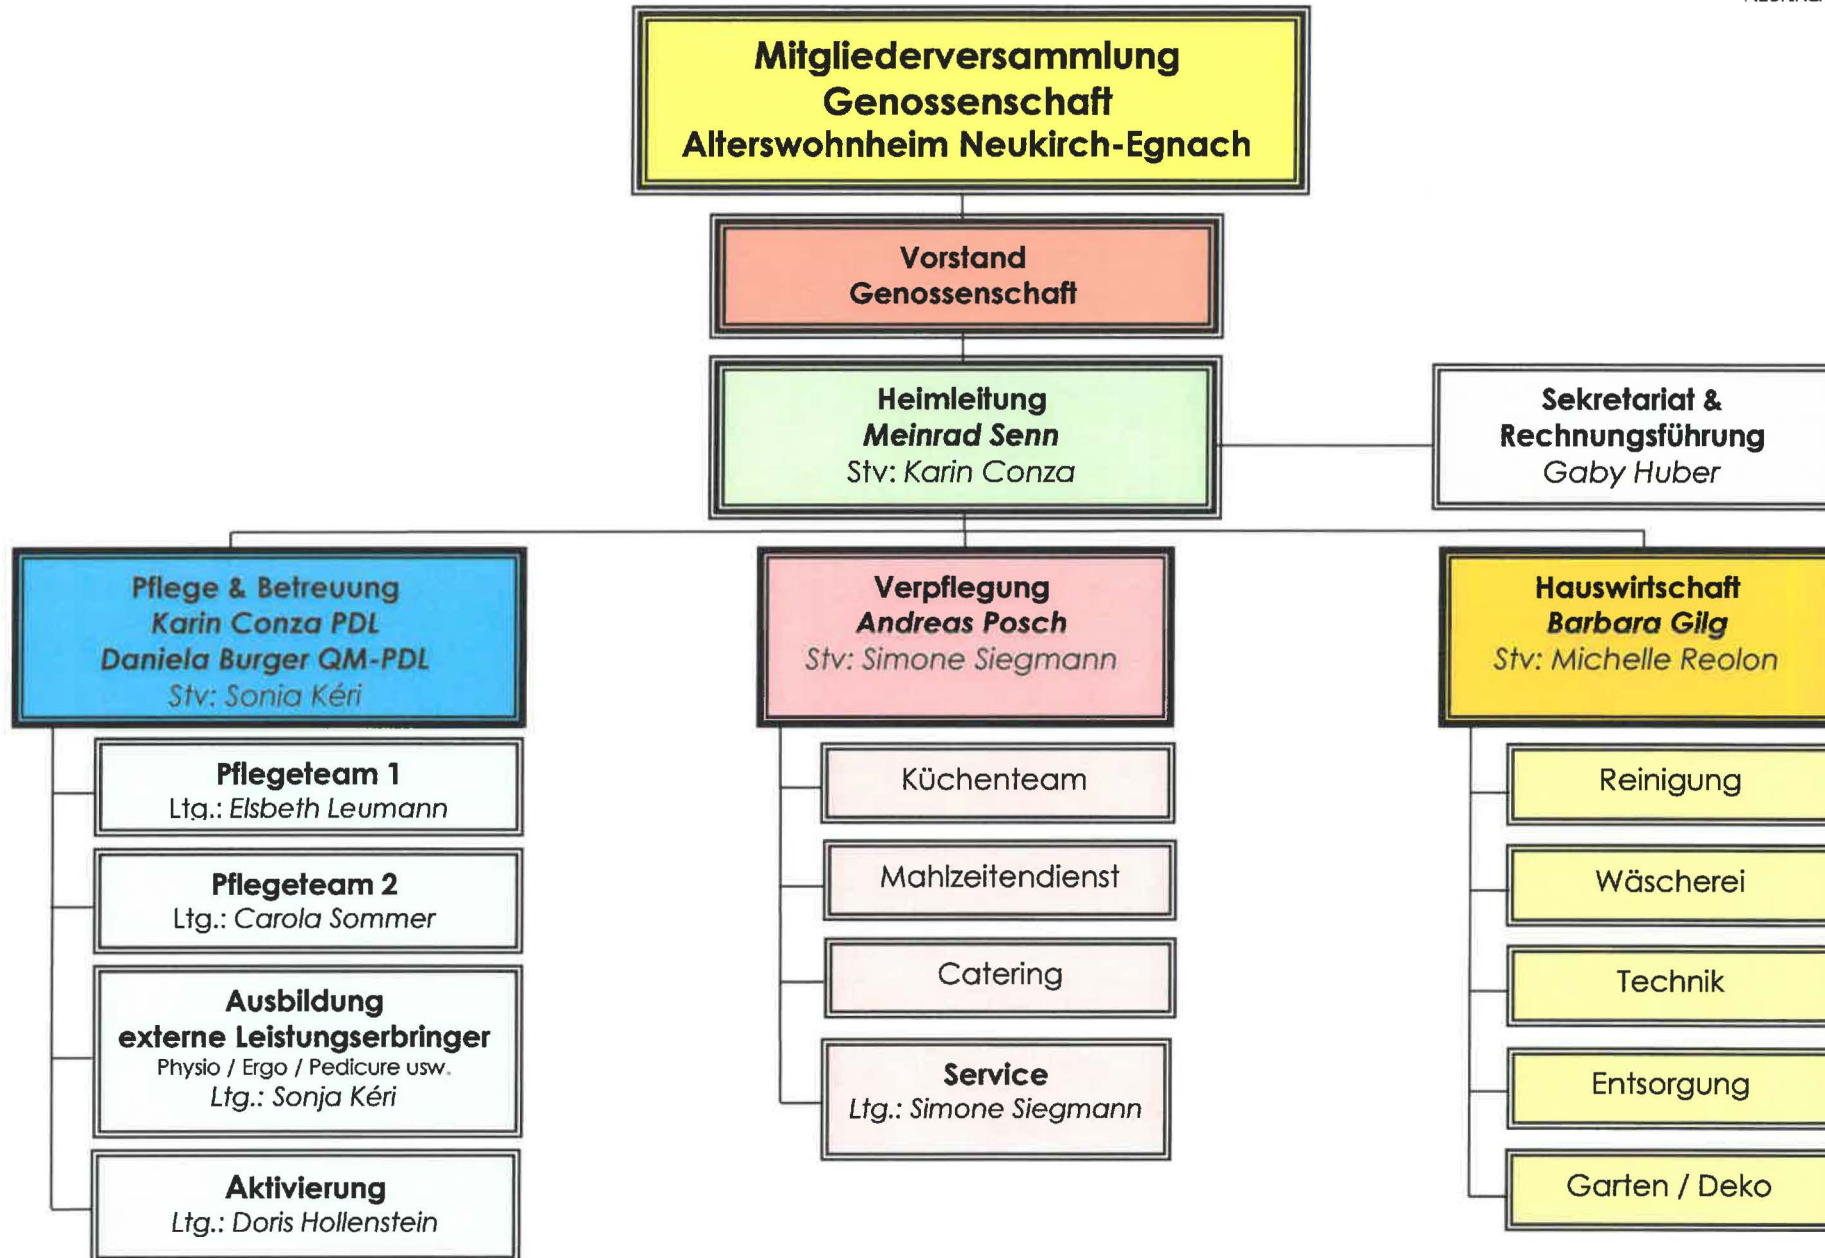 Mitgliederversammlung
Genossenschaft
Alterswohnheim Neukirch-Egnach
Vorstand
Genossenschaft
Heimleitung
Meinrad Senn
Stv: Karin Conza
Sekretariat &
Rechnungsführung
Gaby Huber
Pflege & Betreuung
Karin Conza PDL
Daniela Burger QM-PDL
Stv: Sonia Kéri
Verpflegung
Andreas Posch
Stv: Simone Siegmann
Hauswirtschaft
Barbara Gilg
Stv: Michelle Reolon
Pflegeteam 1
Ltg.: Elsbeth Leumann
Pflegeteam 2
Ltg.: Carola Sommer
Ausbildung
externe Leistungserbringer
Physio / Ergo / Pedicure usw.
Ltg.: Sonja Kéri
Aktivierung
Ltg.: Doris Hollenstein
Küchenteam
Mahlzeitendienst
Catering
Service
Ltg.: Simone Siegmann
Reinigung
Wäscherei
Technik
Entsorgung
Garten / Deko